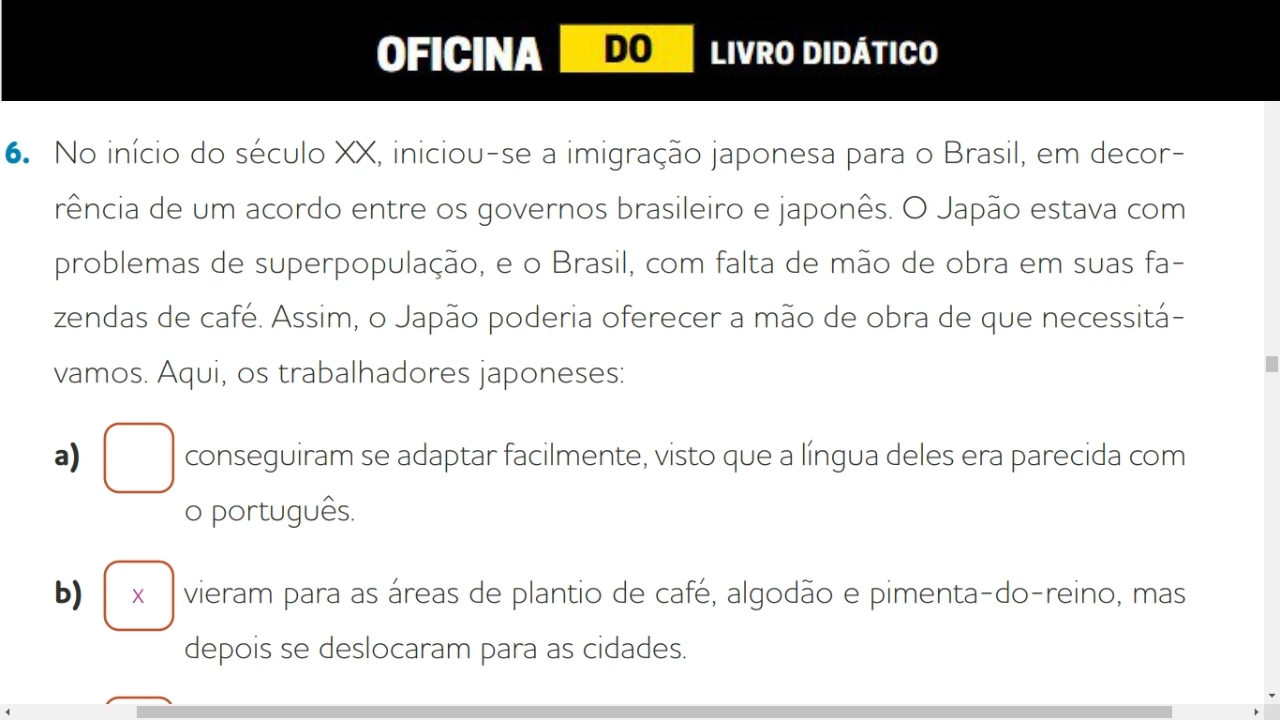 OFICINA DO LIVRO DIDÁTICO
6. No início do século XX, iniciou-se a imigração japonesa para o Brasil, em decor-
rência de um acordo entre os governos brasileiro e japonês. O Japão estava com
problemas de superpopulação, e o Brasil, com falta de mão de obra em suas fa-
zendas de café. Assim, o Japão poderia oferecer a mão de obra de que necessitá-
vamos. Aqui, os trabalhadores japoneses:
a) conseguiram se adaptar facilmente, visto que a língua deles era parecida com
o português.
b) x vieram para as áreas de plantio de café, algodão e pimenta-do-reino, mas
depois se deslocaram para as cidades.